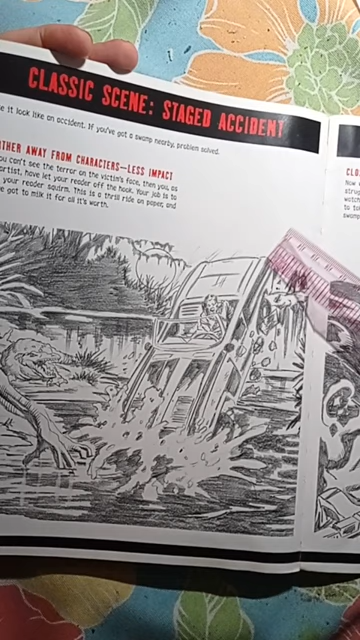 CLASSIC SCENE: STAGED ACCIDENT
e it look like an accident. If you've got a swamp nearby, problem solved.
THER AWAY FROM CHARACTERS—LESS IMPACT
ou can't see the terror on the victim's face, then you, as
artist, have let your reader off the hook. Your job is to
your reader squirm. This is a thrill ride on paper, and
e got to milk it for all it's worth.
CLO
Now
strug
watch
to ta
swamp